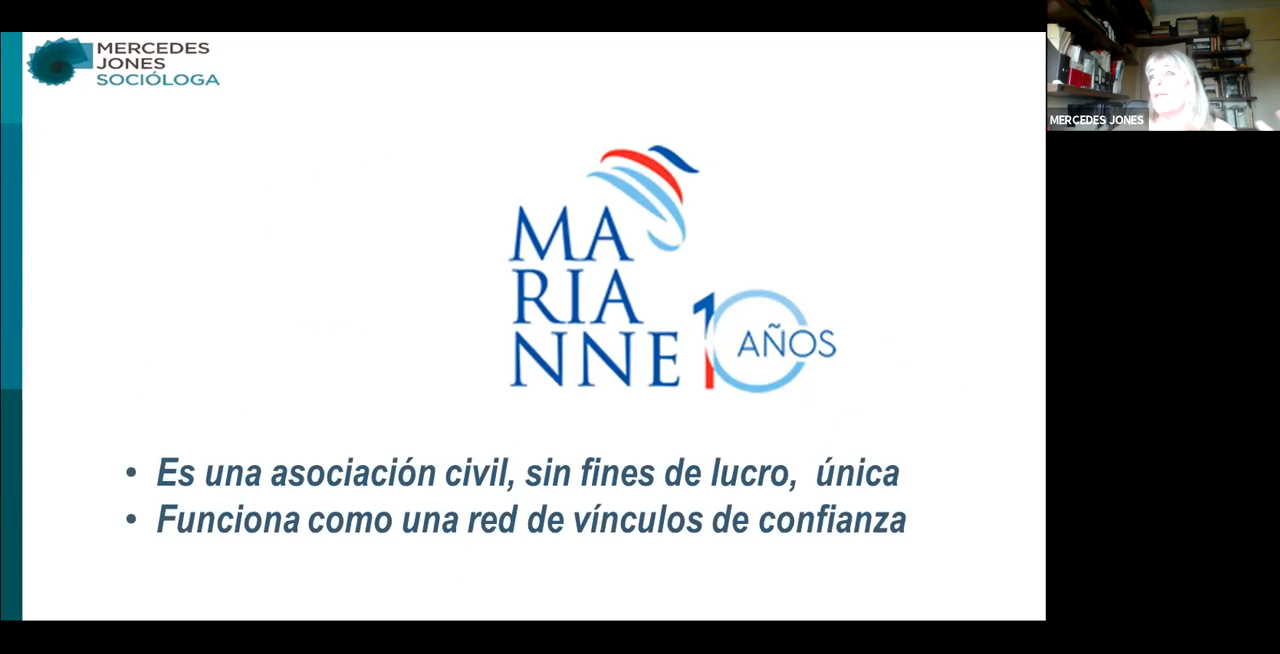 MERCEDES
JONES
SOCIÓLOGA
MERCEDES JONES
MA
RIA
NNE
10 AÑOS
• Es una asociación civil, sin fines de lucro, única
• Funciona como una red de vínculos de confianza